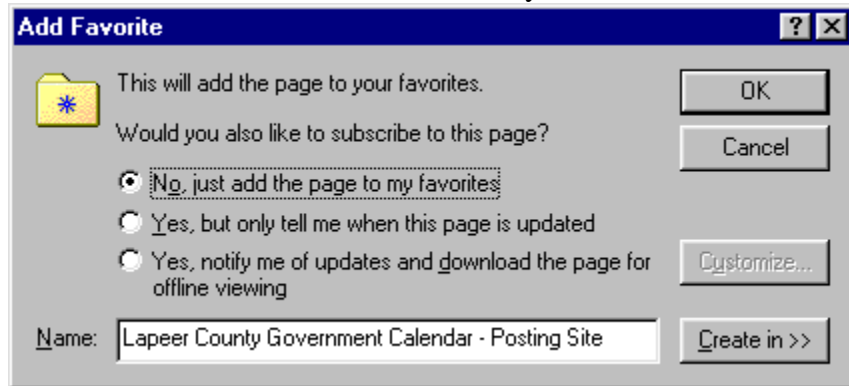 Add Favorite
This will add the page to your favorites.
OK
Would you also like to subscribe to this page?
Cancel
No, just add the page to my favorites
Yes, but only tell me when this page is updated
Yes, notify me of updates and download the page for
offline viewing
Customize...
Name: Lapeer County Government Calendar - Posting Site
Create in >>